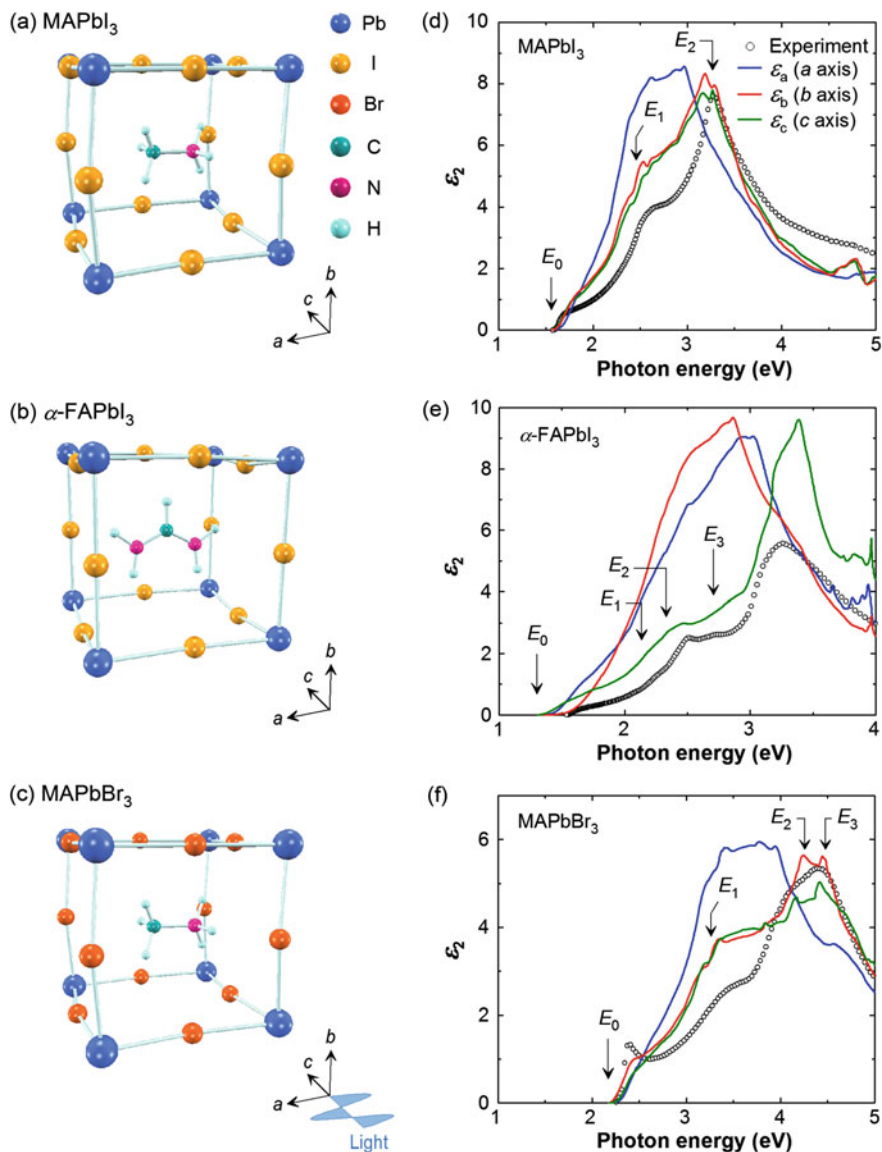 (a) MAPbI₃
Pb
I
Br
C
N
H
b
c
a
(b) α-FAPbI₃
b
c
a
(c) MAPbBr₃
b
c
a
Light
(d)
MAPbI₃
E₂
Experiment
εa (a axis)
εb (b axis)
εc (c axis)
E₁
E₀
ε₂
10
8
6
4
2
0
1 2 3 4 5
Photon energy (eV)
(e)
α-FAPbI₃
E₃
E₂
E₁
E₀
ε₂
10
8
6
4
2
0
1 2 3 4
Photon energy (eV)
(f)
MAPbBr₃
E₂ E₃
E₁
E₀
ε₂
6
4
2
0
1 2 3 4 5
Photon energy (eV)